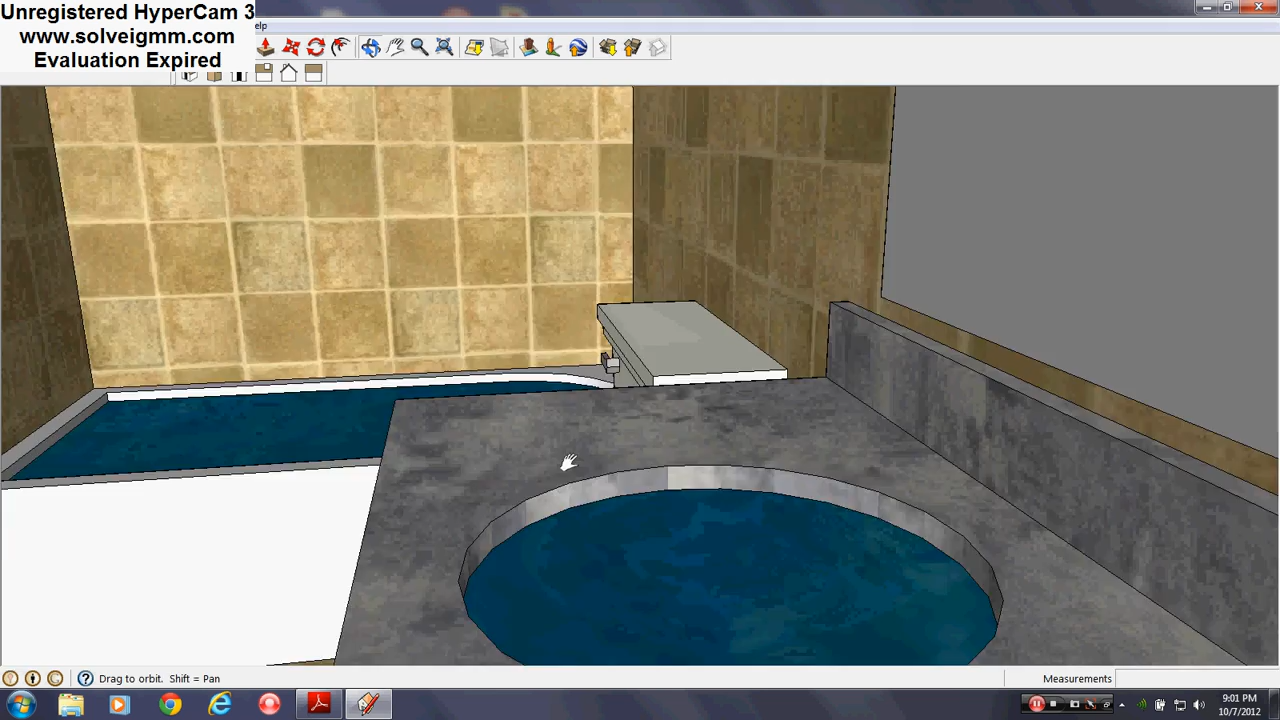 Unregistered HyperCam 3
www.solveigmm.com
Evaluation Expired
elp
Drag to orbit. Shift = Pan
Measurements
9:01 PM
10/7/2012